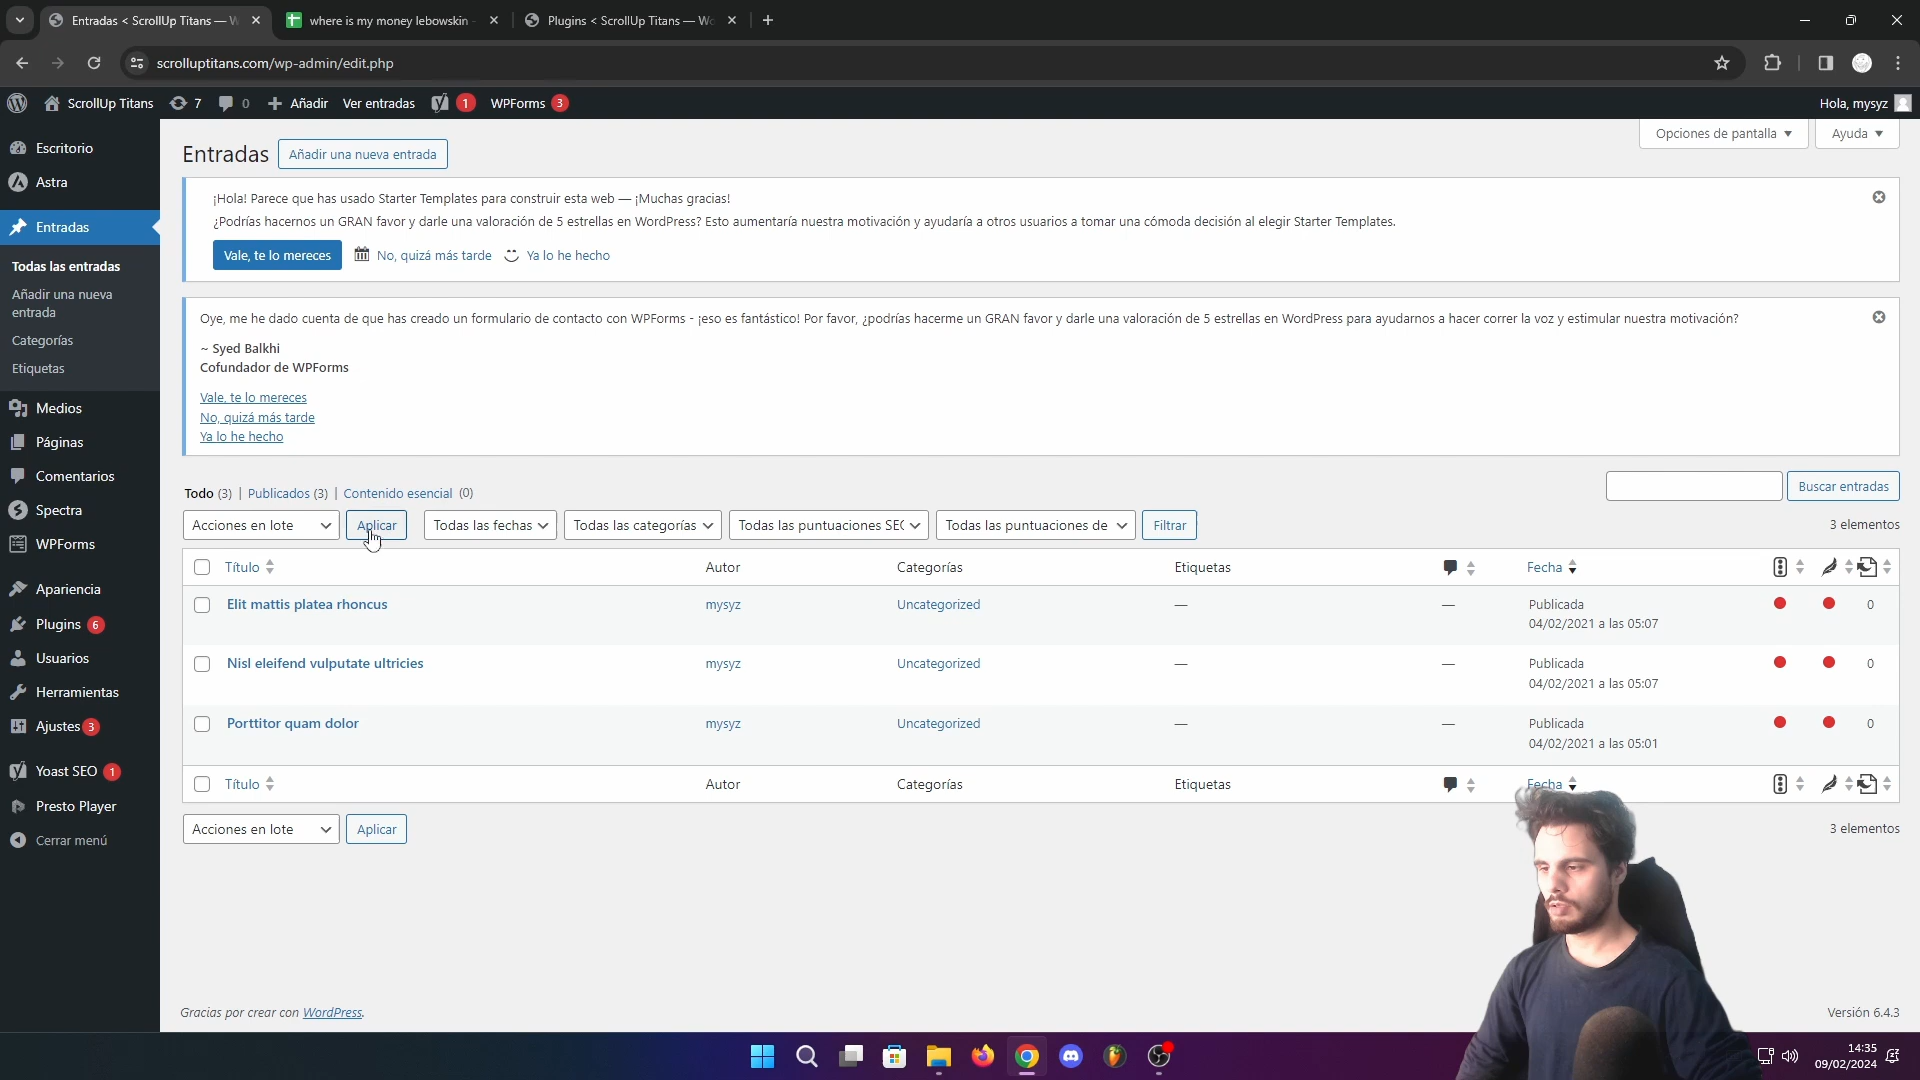 Entradas < ScrollUp Titans — W
where is my money lebowskin
Plugins < ScrollUp Titans — Wo
scrolluptitans.com/wp-admin/edit.php
ScrollUp Titans 7 0 Añadir Ver entradas 1 WPForms 3
Hola, mysyz
Escritorio
Astra
Entradas
Todas las entradas
Añadir una nueva
entrada
Categorías
Etiquetas
Medios
Páginas
Comentarios
Spectra
WPForms
Apariencia
Plugins 6
Usuarios
Herramientas
Ajustes 3
Yoast SEO 1
Presto Player
Cerrar menú
Opciones de pantalla
Ayuda
Entradas
Añadir una nueva entrada
¡Hola! Parece que has usado Starter Templates para construir esta web — ¡Muchas gracias!
¿Podrías hacernos un GRAN favor y darle una valoración de 5 estrellas en WordPress? Esto aumentaría nuestra motivación y ayudaría a otros usuarios a tomar una cómoda decisión al elegir Starter Templates.
Vale, te lo mereces No, quizá más tarde Ya lo he hecho
Oye, me he dado cuenta de que has creado un formulario de contacto con WPForms - ¡eso es fantástico! Por favor, ¿podrías hacerme un GRAN favor y darle una valoración de 5 estrellas en WordPress para ayudarnos a hacer correr la voz y estimular nuestra motivación?
~ Syed Balkhi
Cofundador de WPForms
Vale, te lo mereces
No, quizá más tarde
Ya lo he hecho
Todo (3) | Publicados (3) | Contenido esencial (0)
Buscar entradas
Acciones en lote Aplicar Todas las fechas Todas las categorías Todas las puntuaciones SEO Todas las puntuaciones de Filtrar
3 elementos
Título Autor Categorías Etiquetas Fecha
Elit mattis platea rhoncus mysyz Uncategorized — — Publicada 0
04/02/2021 a las 05:07
Nisl eleifend vulputate ultricies mysyz Uncategorized — — Publicada 0
04/02/2021 a las 05:07
Porttitor quam dolor mysyz Uncategorized — — Publicada 0
04/02/2021 a las 05:01
Título Autor Categorías Etiquetas Fecha
Acciones en lote Aplicar
3 elementos
Gracias por crear con WordPress.
Versión 6.4.3
14:35
09/02/2024